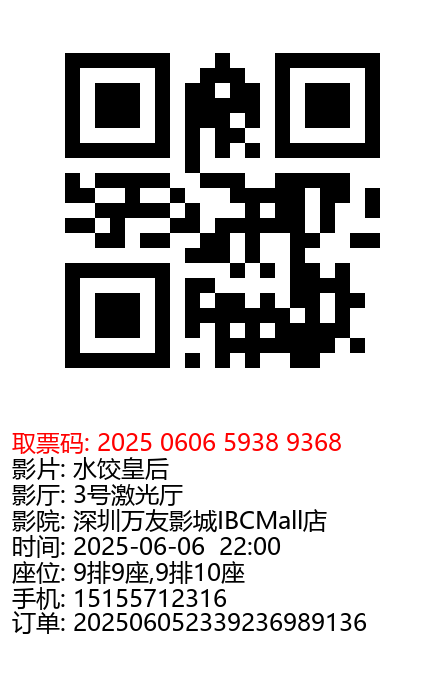 取票码: 2025 0606 5938 9368
影片: 水饺皇后
影厅: 3号激光厅
影院: 深圳万友影城IBCMall店
时间: 2025-06-06  22:00
座位: 9排9座,9排10座
手机: 15155712316
订单: 202506052339236989136